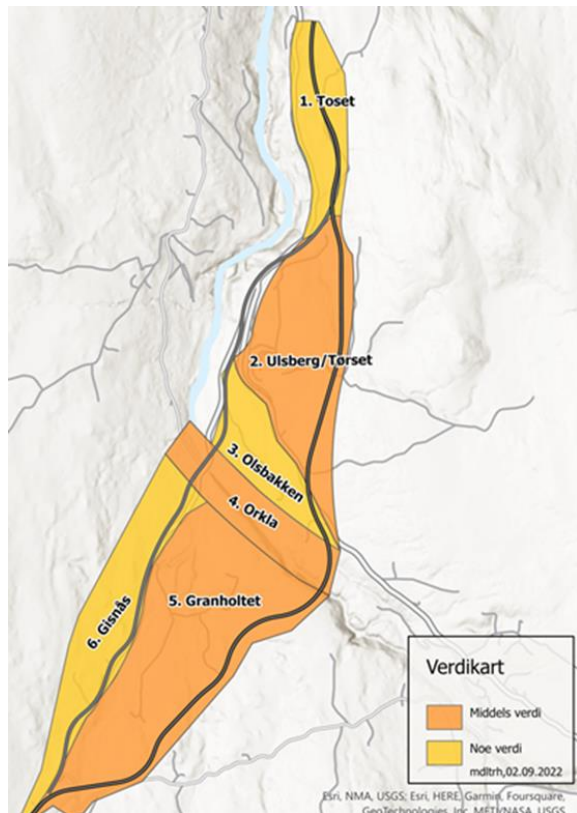 1. Toset
2. Ulsberg/Tørset
3. Olsbakken
4. Orkla
5. Granholtet
6. Gisnås
Verdikart
Middels verdi
Noe verdi
mdltrh,02.09.2022
Esri, NMA, USGS; Esri, HERE, Garmin, Foursquare,
GeoTechnologies, Inc, METI/NASA, USGS